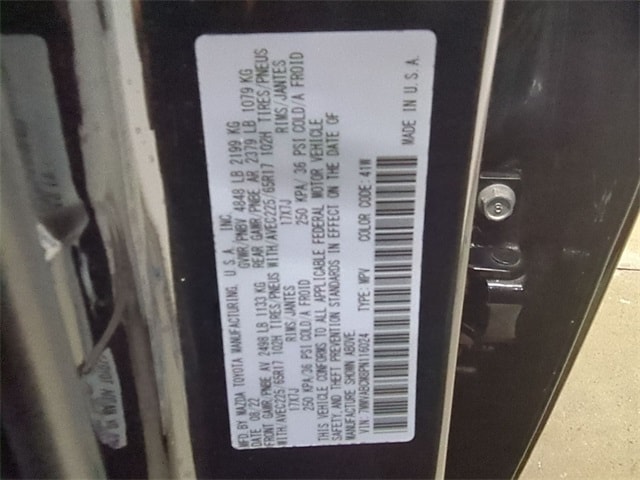 MFD BY MAZDA TOYOTA MANUFACTURING, U.S.A., INC.
DATE 08/22 GVWR/PNBV 4848 LB 2199 KG
FRONT GAWR/PNBE AV 2498 LB 1133 KG REAR GAWR/PNBE AR 2379 LB 1079 KG
WITH/AVEC225/65R17 102H TIRES/PNEUS WITH/AVEC225/65R17 102H TIRES/PNEUS
17X7J RIMS/JANTES 17X7J RIMS/JANTES
250 KPA/36 PSI COLD/A FROID 250 KPA/ 36 PSI COLD/A FROID
THIS VEHICLE CONFORMS TO ALL APPLICABLE FEDERAL MOTOR VEHICLE
SAFETY, AND THEFT PREVENTION STANDARDS IN EFFECT ON THE DATE OF
MANUFACTURE SHOWN ABOVE.
VIN: TYPE: MPV COLOR CODE: 41W
MADE IN U.S.A.